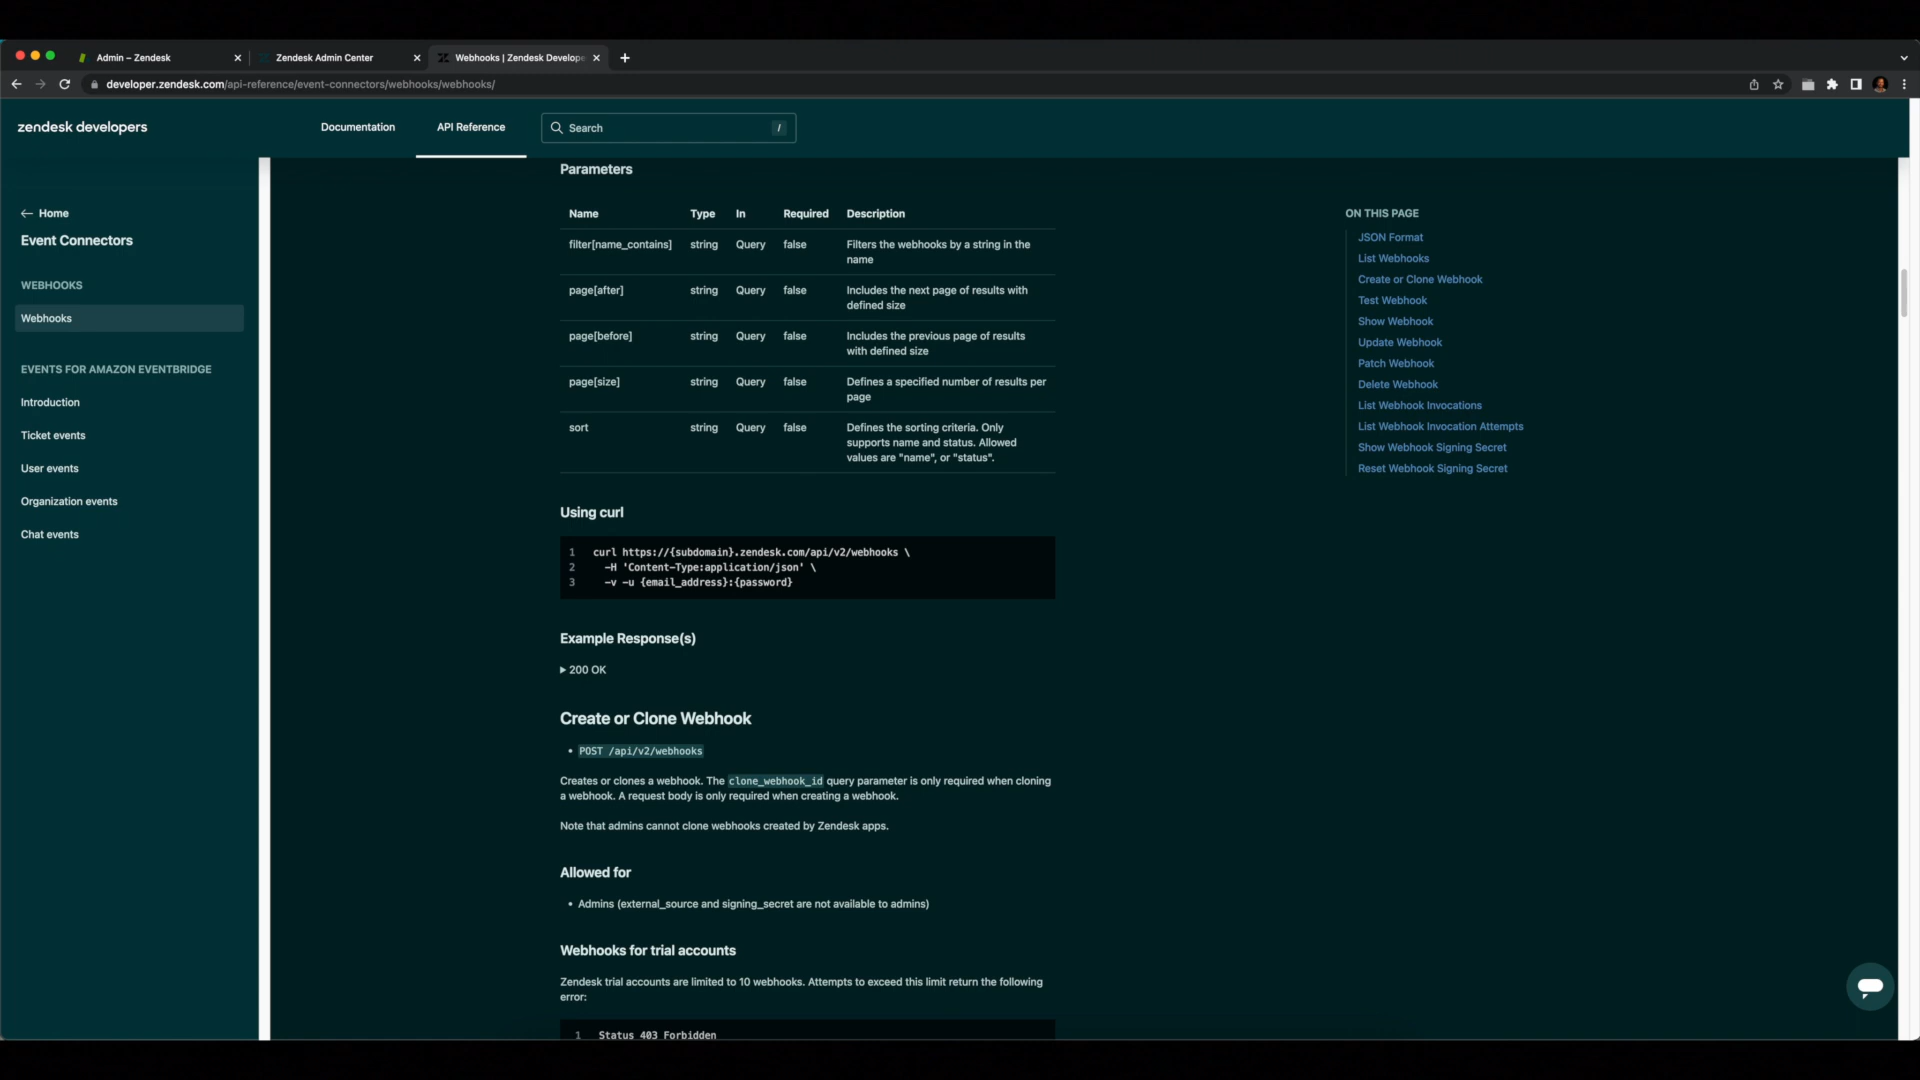 Admin – Zendesk
Zendesk Admin Center
Webhooks | Zendesk Develope
developer.zendesk.com/api-reference/event-connectors/webhooks/webhooks/
zendesk developers
Documentation
API Reference
Search
/
Home
Event Connectors
WEBHOOKS
Webhooks
EVENTS FOR AMAZON EVENTBRIDGE
Introduction
Ticket events
User events
Organization events
Chat events
Parameters
Name Type In Required Description
filter[name_contains] string Query false Filters the webhooks by a string in the
name
page[after] string Query false Includes the next page of results with
defined size
page[before] string Query false Includes the previous page of results
with defined size
page[size] string Query false Defines a specified number of results per
page
sort string Query false Defines the sorting criteria. Only
supports name and status. Allowed
values are "name", or "status".
Using curl
1 curl https://{subdomain}.zendesk.com/api/v2/webhooks \
2 -H 'Content-Type:application/json' \
3 -v -u {email_address}:{password}
Example Response(s)
200 OK
Create or Clone Webhook
• POST /api/v2/webhooks
Creates or clones a webhook. The clone_webhook_id query parameter is only required when cloning
a webhook. A request body is only required when creating a webhook.
Note that admins cannot clone webhooks created by Zendesk apps.
Allowed for
• Admins (external_source and signing_secret are not available to admins)
Webhooks for trial accounts
Zendesk trial accounts are limited to 10 webhooks. Attempts to exceed this limit return the following
error:
1 Status 403 Forbidden
ON THIS PAGE
JSON Format
List Webhooks
Create or Clone Webhook
Test Webhook
Show Webhook
Update Webhook
Patch Webhook
Delete Webhook
List Webhook Invocations
List Webhook Invocation Attempts
Show Webhook Signing Secret
Reset Webhook Signing Secret